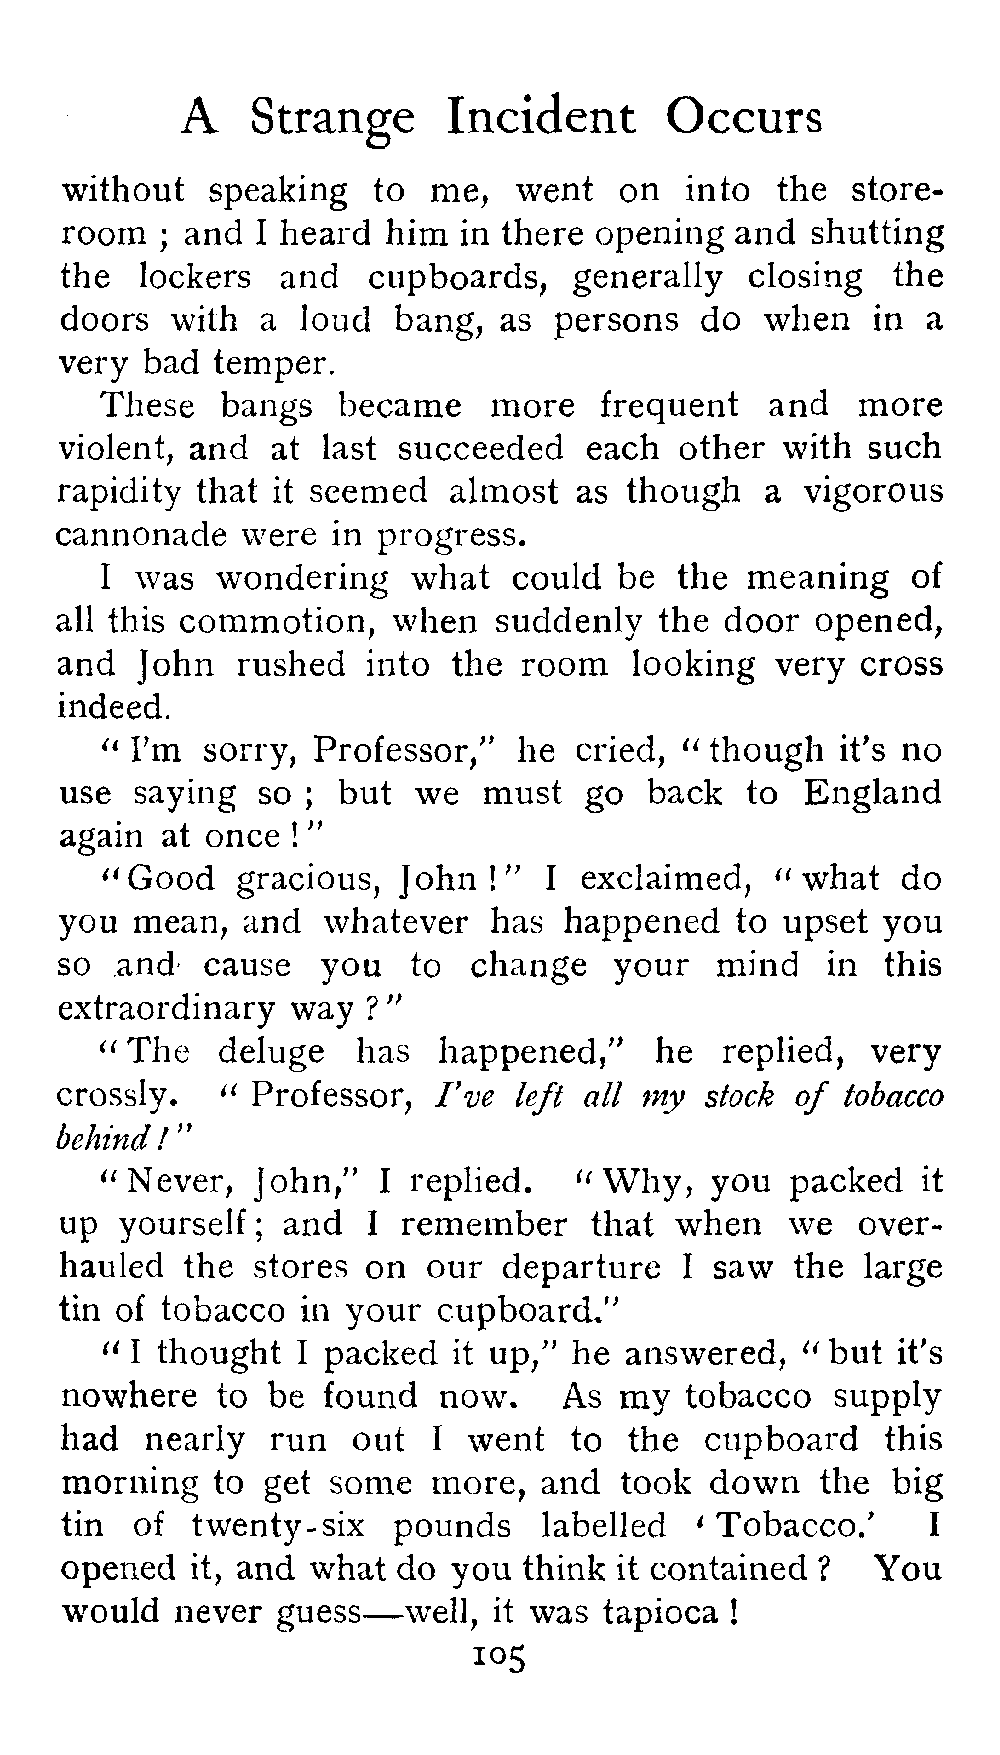 A Strange Incident Occurs
without speaking to me, went on into the store-
room ; and I heard him in there opening and shutting
the lockers and cupboards, generally closing the
doors with a loud bang, as persons do when in a
very bad temper.
These bangs became more frequent and more
violent, and at last succeeded each other with such
rapidity that it seemed almost as though a vigorous
cannonade were in progress.
I was wondering what could be the meaning of
all this commotion, when suddenly the door opened,
and John rushed into the room looking very cross
indeed.
“ I’m sorry, Professor,” he cried, “ though it’s no
use saying so ; but we must go back to England
again at once ! ”
“ Good gracious, John ! ” I exclaimed, “ what do
you mean, and whatever has happened to upset you
so and cause you to change your mind in this
extraordinary way ? ”
“ The deluge has happened,” he replied, very
crossly. “ Professor, I’ve left all my stock of tobacco
behind ! ”
“ Never, John,” I replied. “ Why, you packed it
up yourself ; and I remember that when we over-
hauled the stores on our departure I saw the large
tin of tobacco in your cupboard.”
“ I thought I packed it up,” he answered, “ but it’s
nowhere to be found now. As my tobacco supply
had nearly run out I went to the cupboard this
morning to get some more, and took down the big
tin of twenty-six pounds labelled ‘ Tobacco.’ I
opened it, and what do you think it contained ? You
would never guess—well, it was tapioca !
105